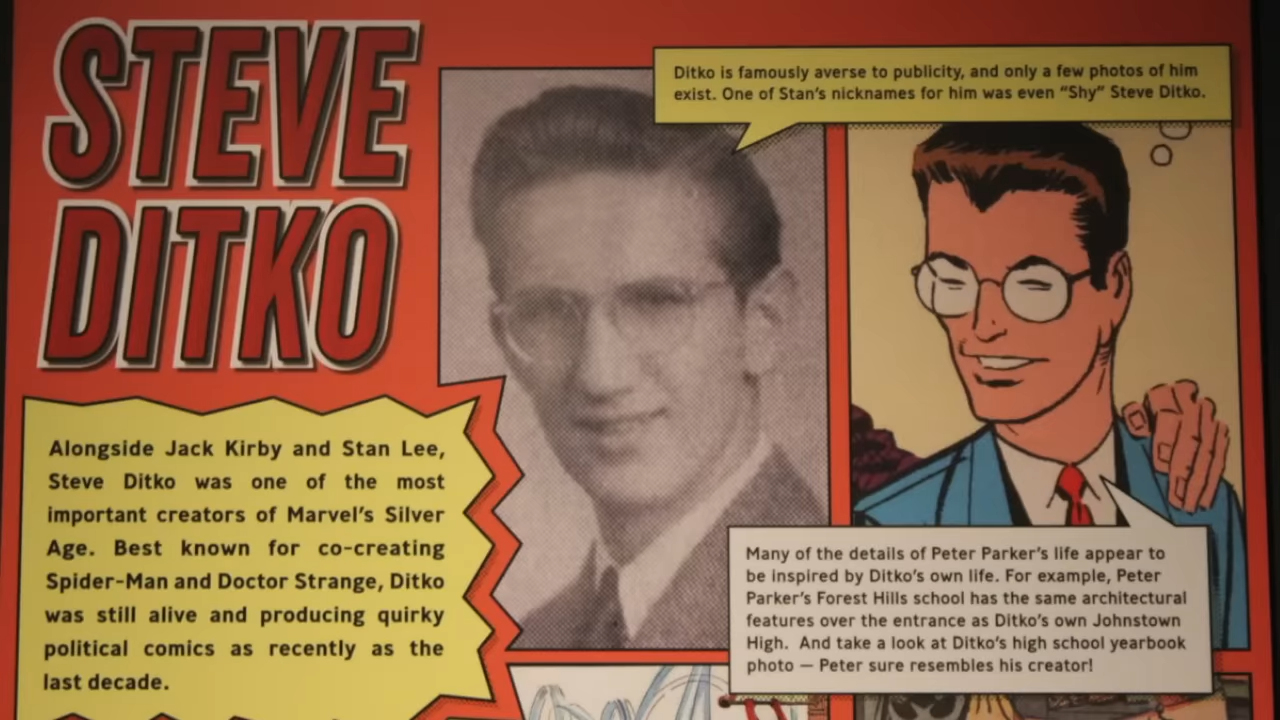 STEVE
DITKO
Ditko is famously averse to publicity, and only a few photos of him
exist. One of Stan's nicknames for him was even "Shy" Steve Ditko.
Alongside Jack Kirby and Stan Lee,
Steve Ditko was one of the most
important creators of Marvel's Silver
Age. Best known for co-creating
Spider-Man and Doctor Strange, Ditko
was still alive and producing quirky
political comics as recently as the
last decade.
Many of the details of Peter Parker's life appear to
be inspired by Ditko's own life. For example, Peter
Parker's Forest Hills school has the same architectural
features over the entrance as Ditko's own Johnstown
High. And take a look at Ditko's high school yearbook
photo — Peter sure resembles his creator!